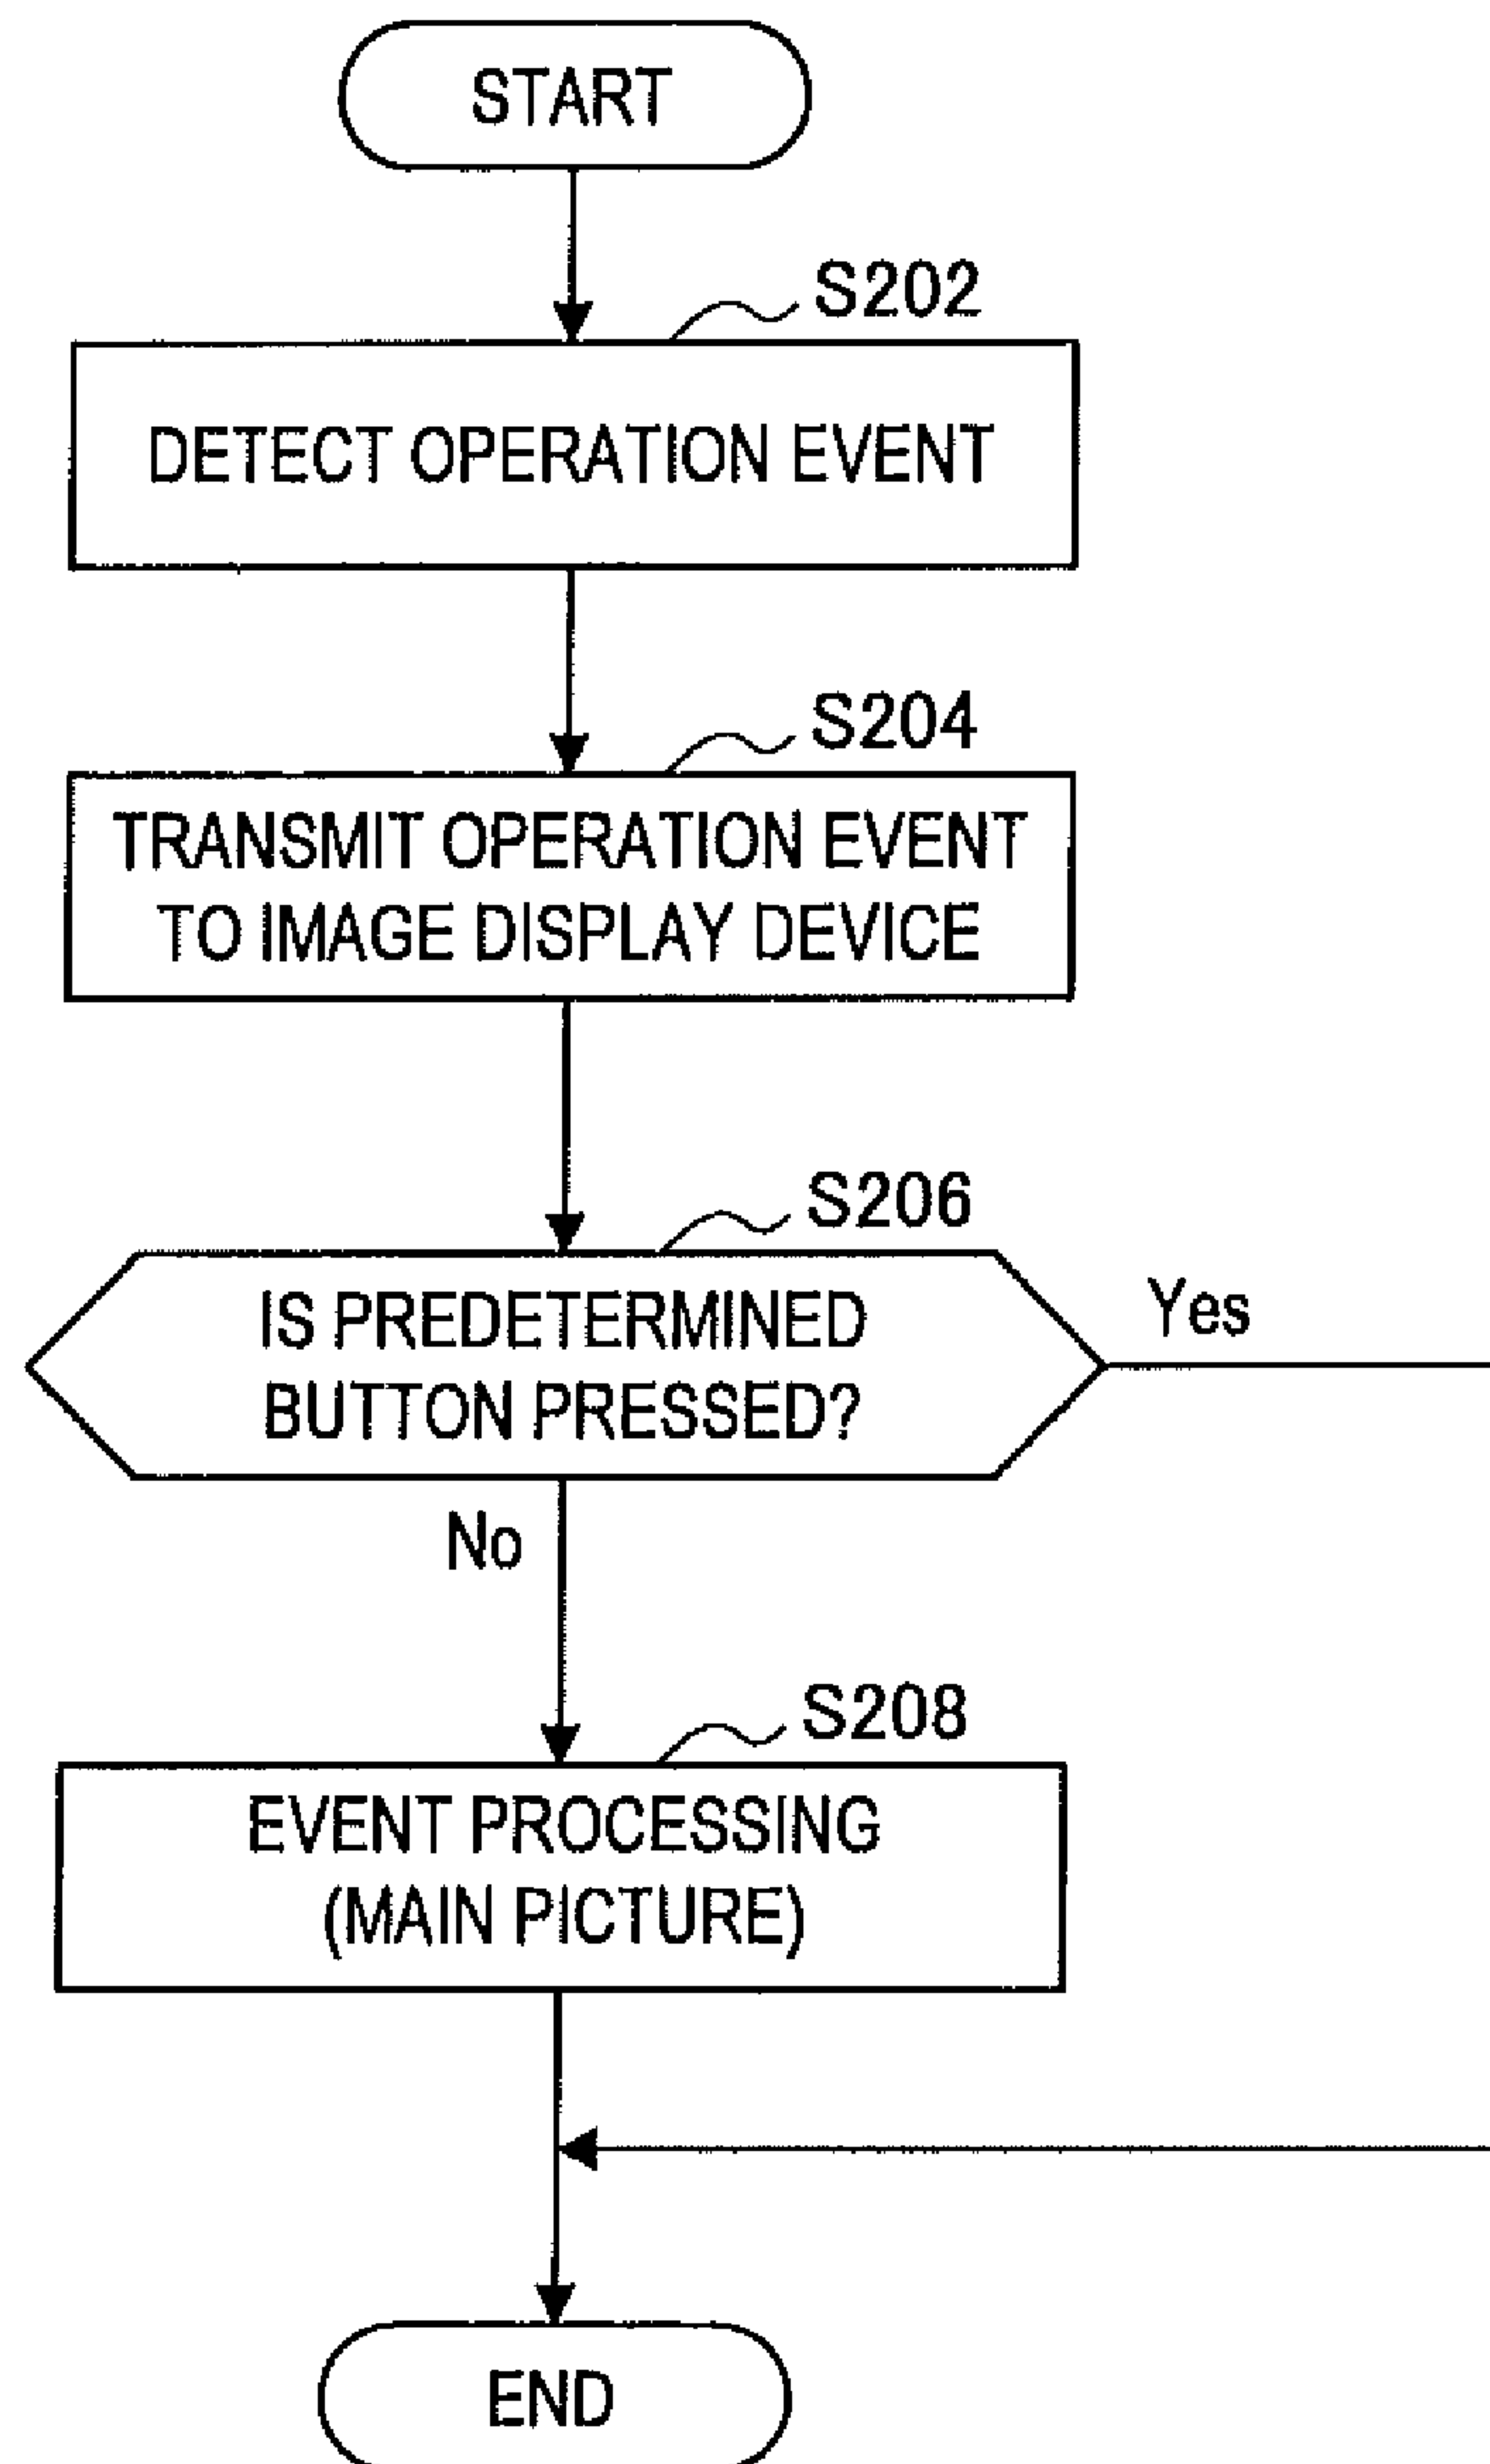 START
S202
DETECT OPERATION EVENT
S204
TRANSMIT OPERATION EVENT
TO IMAGE DISPLAY DEVICE
S206
IS PREDETERMINED
BUTTON PRESSED?
Yes
No
S208
EVENT PROCESSING
(MAIN PICTURE)
END